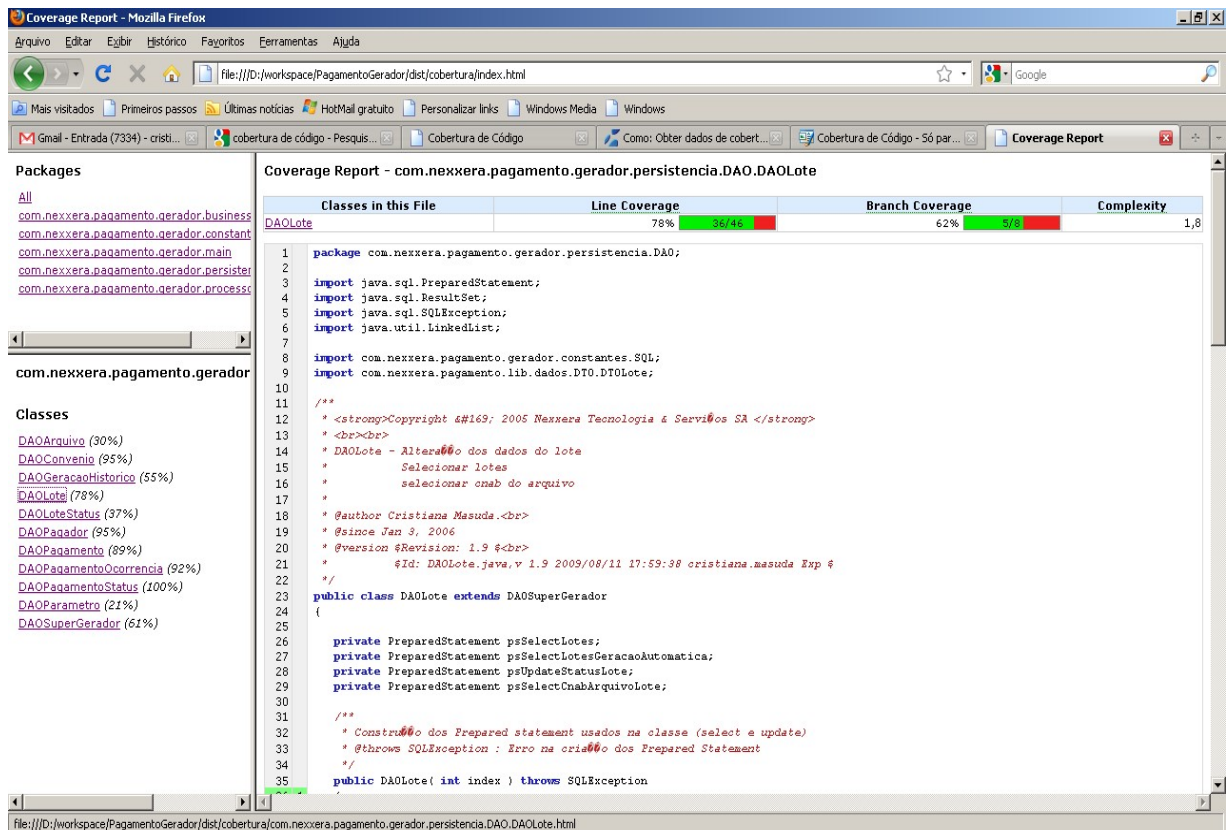 Coverage Report - Mozilla Firefox
Arquivo Editar Exibir Histórico Favoritos Ferramentas Ajuda
file:///D:/workspace/PagamentoGerador/dist/cobertura/index.html
Google
Mais visitados Primeiros passos Últimas notícias HotMail gratuito Personalizar links Windows Media Windows
Gmail - Entrada (7334) - cristi... cobertura de código - Pesquis... Cobertura de Código Como: Obter dados de cobert... Cobertura de Código - Só par... Coverage Report
Packages
All
com.nexxera.pagamento.gerador.business
com.nexxera.pagamento.gerador.constant
com.nexxera.pagamento.gerador.main
com.nexxera.pagamento.gerador.persister
com.nexxera.pagamento.gerador.processo
com.nexxera.pagamento.gerador
Classes
DAOArquivo (30%)
DAOConvenio (95%)
DAOGeracaoHistorico (55%)
DAOLote (78%)
DAOLoteStatus (37%)
DAOPagador (95%)
DAOPagamento (89%)
DAOPagamentoOcorrencia (92%)
DAOPagamentoStatus (100%)
DAOParametro (21%)
DAOSuperGerador (61%)
Coverage Report - com.nexxera.pagamento.gerador.persistencia.DAO.DAOLote
Classes in this File Line Coverage Branch Coverage Complexity
DAOLote 78% 36/46 62% 5/8 1,8
1 package com.nexxera.pagamento.gerador.persistencia.DAO;
2
3 import java.sql.PreparedStatement;
4 import java.sql.ResultSet;
5 import java.sql.SQLException;
6 import java.util.LinkedList;
7
8 import com.nexxera.pagamento.gerador.constantes.SQL;
9 import com.nexxera.pagamento.lib.dados.DTO.DTOLote;
10
11 /**
12 * <strong>Copyright &#169; 2005 Nexxera Tecnologia & Servi�os SA </strong>
13 * <br><br>
14 * DAOLote - Altera��o dos dados do lote
15 * Selecionar lotes
16 * selecionar cnab do arquivo
17 *
18 * @author Cristiana Masuda.<br>
19 * @since Jan 3, 2006
20 * @version $Revision: 1.9 $<br>
21 * $Id: DAOLote.java,v 1.9 2009/08/11 17:59:38 cristiana.masuda Exp $
22 */
23 public class DAOLote extends DAOSuperGerador
24 {
25
26 private PreparedStatement psSelectLotes;
27 private PreparedStatement psSelectLotesGeracaoAutomatica;
28 private PreparedStatement psUpdateStatusLote;
29 private PreparedStatement psSelectCnabArquivoLote;
30
31 /**
32 * Constru��o dos Prepared statement usados na classe (select e update)
33 * @throws SQLException : Erro na cria��o dos Prepared Statement
34 */
35 public DAOLote( int index ) throws SQLException
file:///D:/workspace/PagamentoGerador/dist/cobertura/com.nexxera.pagamento.gerador.persistencia.DAO.DAOLote.html